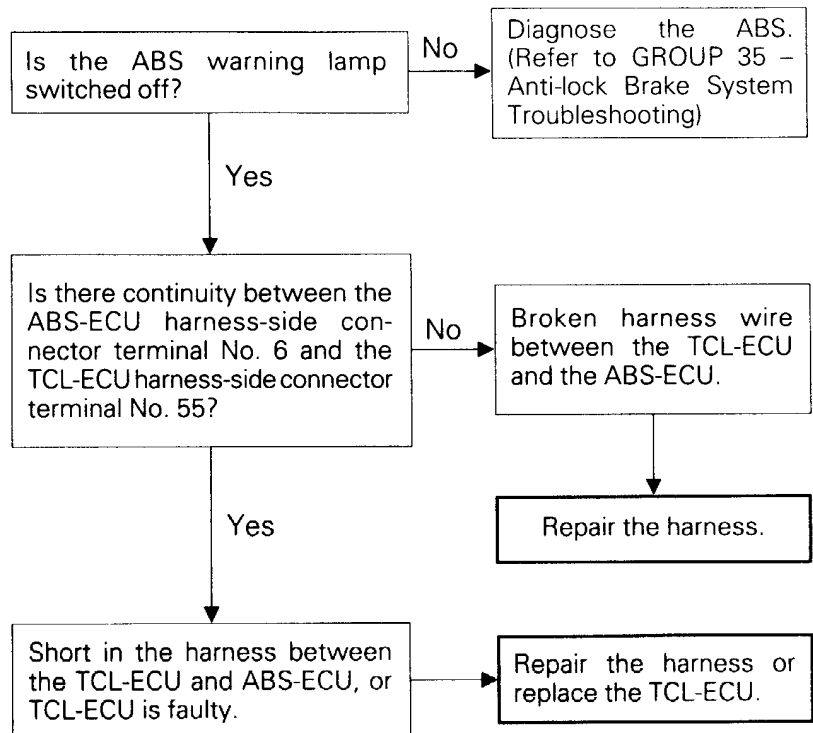 Is the ABS warning lamp
switched off?
No
Diagnose the ABS.
(Refer to GROUP 35 –
Anti-lock Brake System
Troubleshooting)
Yes
Is there continuity between the
ABS-ECU harness-side con-
nector terminal No. 6 and the
TCL-ECU harness-side connector
terminal No. 55?
No
Broken harness wire
between the TCL-ECU
and the ABS-ECU.
Repair the harness.
Yes
Short in the harness between
the TCL-ECU and ABS-ECU, or
TCL-ECU is faulty.
Repair the harness or
replace the TCL-ECU.